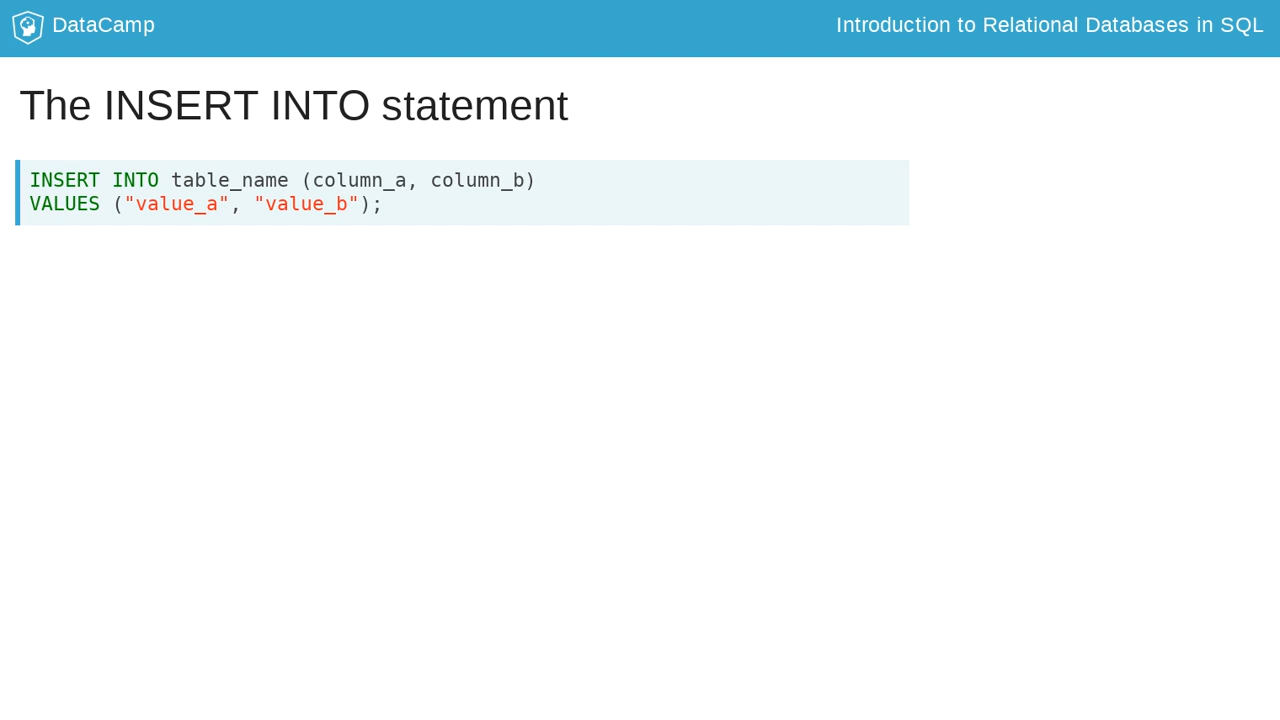 DataCamp
Introduction to Relational Databases in SQL
The INSERT INTO statement
INSERT INTO table_name (column_a, column_b)
VALUES ("value_a", "value_b");